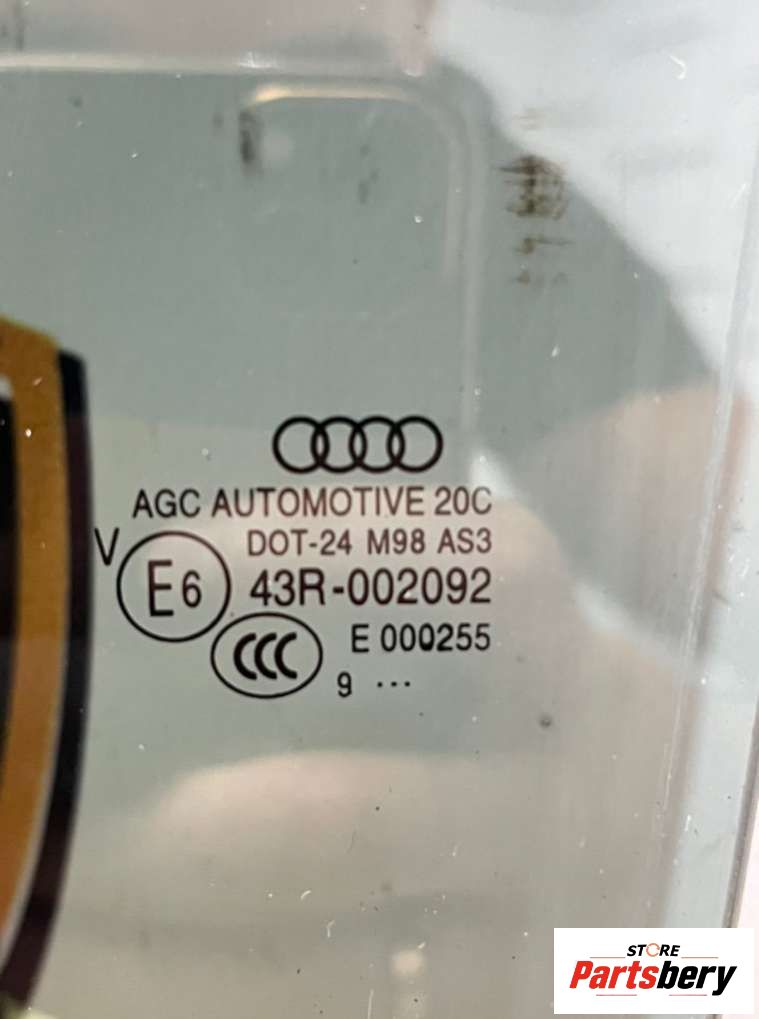 AGC AUTOMOTIVE 20C
DOT-24 M98 AS3
V
E6
43R-002092
CCC
E 000255
9 ...
STORE
Partsbery